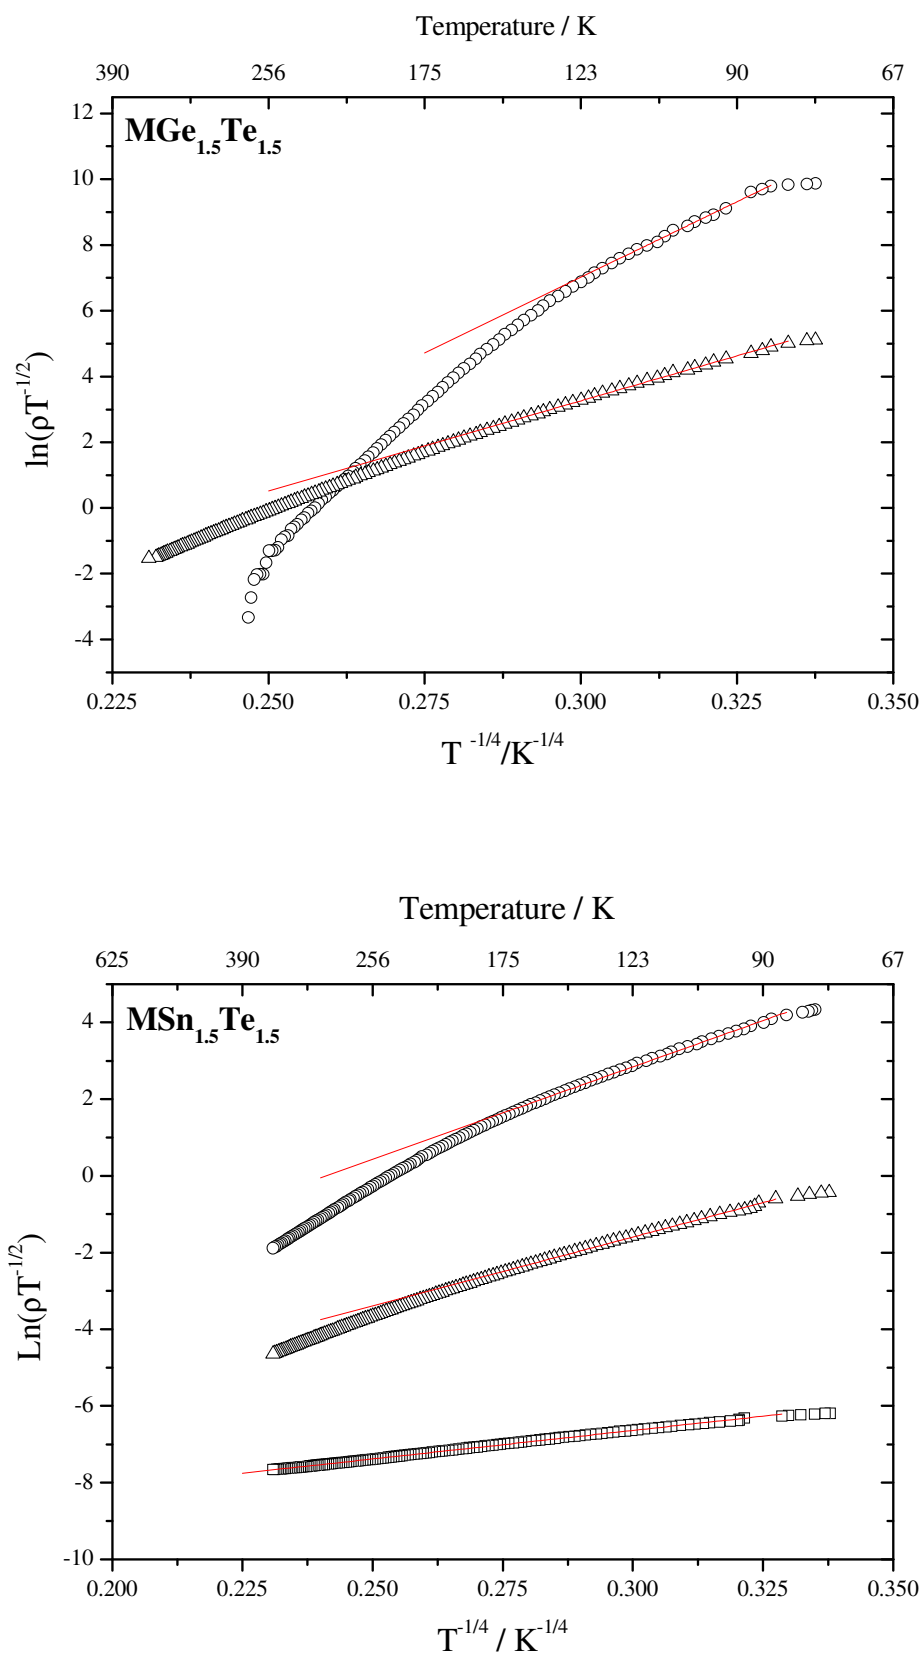 Temperature / K
390 256 175 123 90 67
MGe1.5Te1.5
12
10
8
6
4
2
0
-2
-4
ln(ρT-1/2)
0.225 0.250 0.275 0.300 0.325 0.350
T -1/4/K-1/4
Temperature / K
625 390 256 175 123 90 67
MSn1.5Te1.5
4
2
0
-2
-4
-6
-8
-10
Ln(ρT-1/2)
0.200 0.225 0.250 0.275 0.300 0.325 0.350
T-1/4 / K-1/4